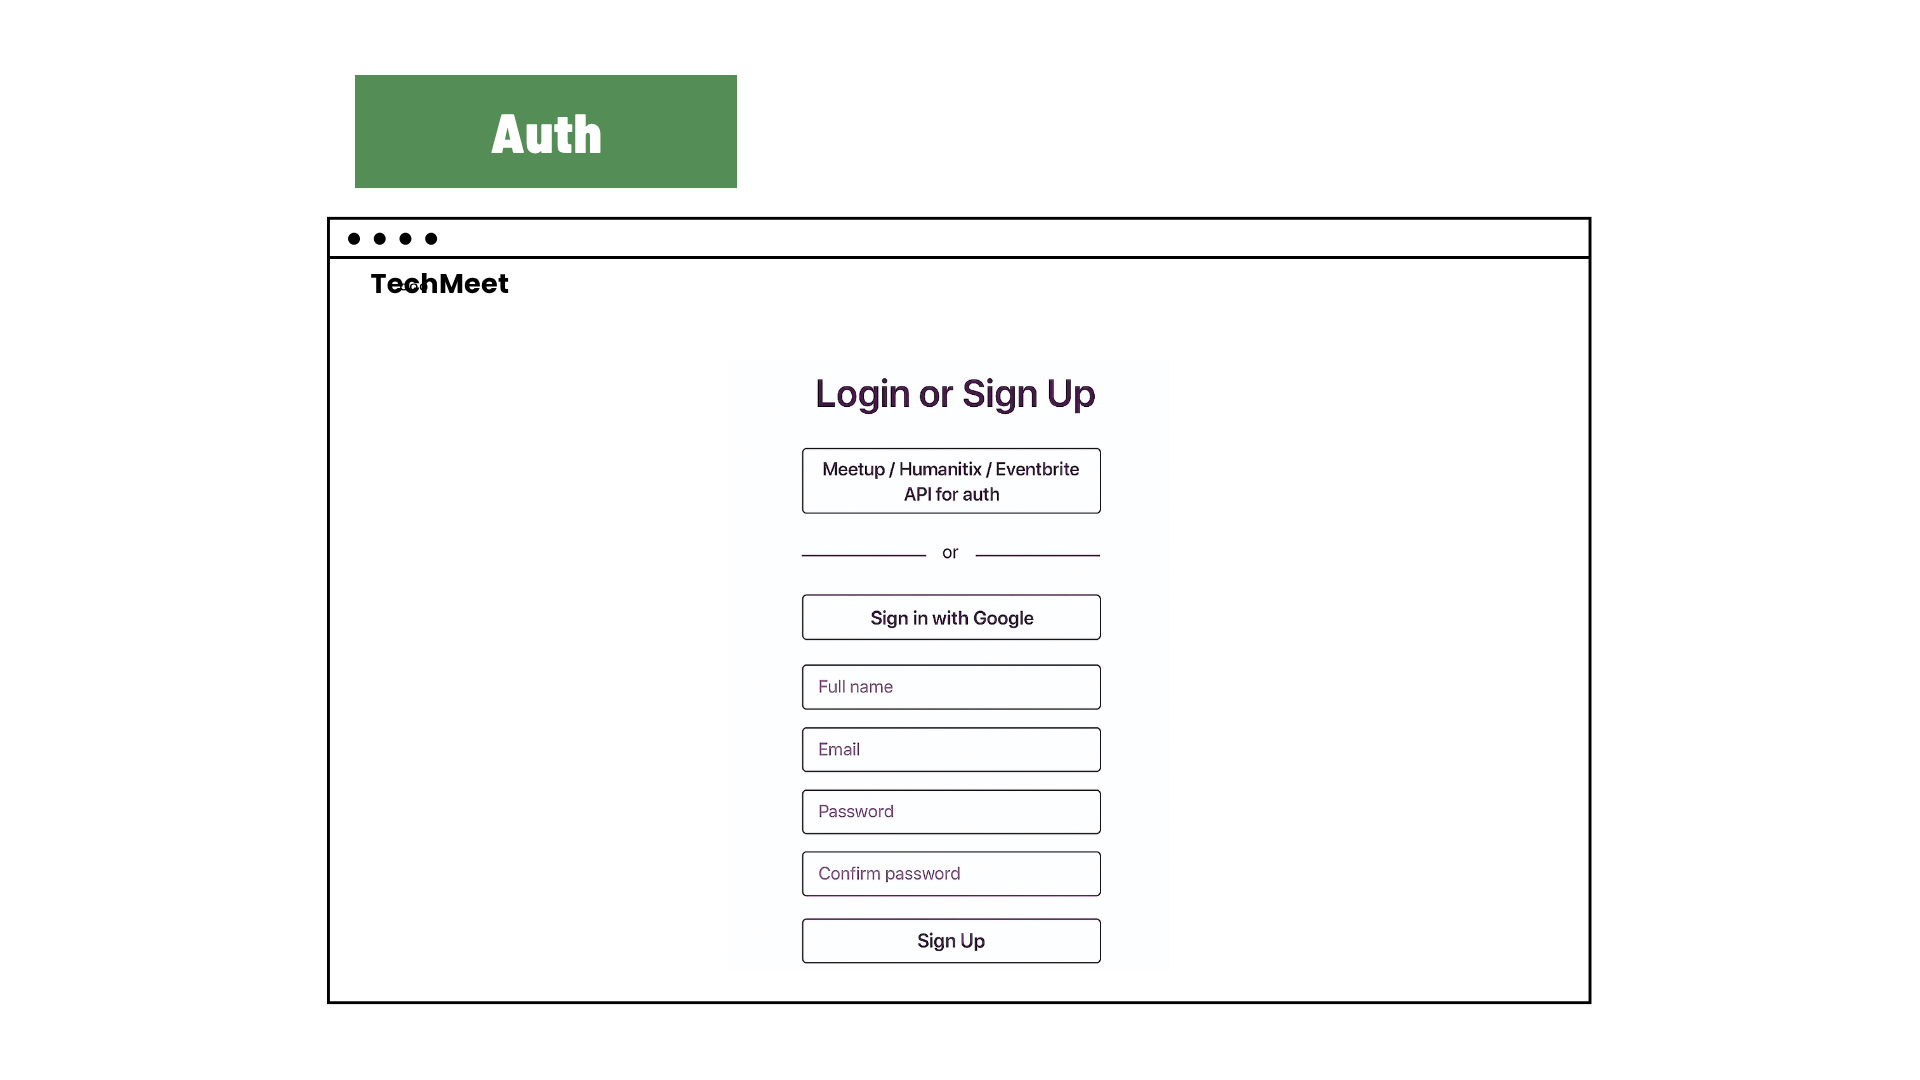 Auth
TechMeet
Login or Sign Up
Meetup / Humanitix / Eventbrite
API for auth
or
Sign in with Google
Full name
Email
Password
Confirm password
Sign Up